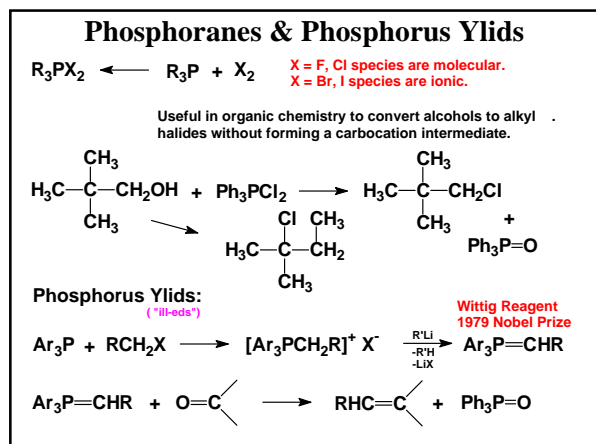 Phosphoranes & Phosphorus Ylids
R3PX2 ← R3P + X2
X = F, Cl species are molecular.
X = Br, I species are ionic.
Useful in organic chemistry to convert alcohols to alkyl .
halides without forming a carbocation intermediate.
CH3 CH3
H3C C CH2OH + Ph3PCl2 → H3C C CH2Cl
CH3 CH3
+
Ph3P=O
Cl CH3
H3C C CH2
CH3
Phosphorus Ylids:
( "ill-eds")
Wittig Reagent
1979 Nobel Prize
Ar3P + RCH2X → [Ar3PCH2R]+ X- R'Li → Ar3P=CHR
-R'H
-LiX
Ar3P=CHR + O=C → RHC=C + Ph3P=O